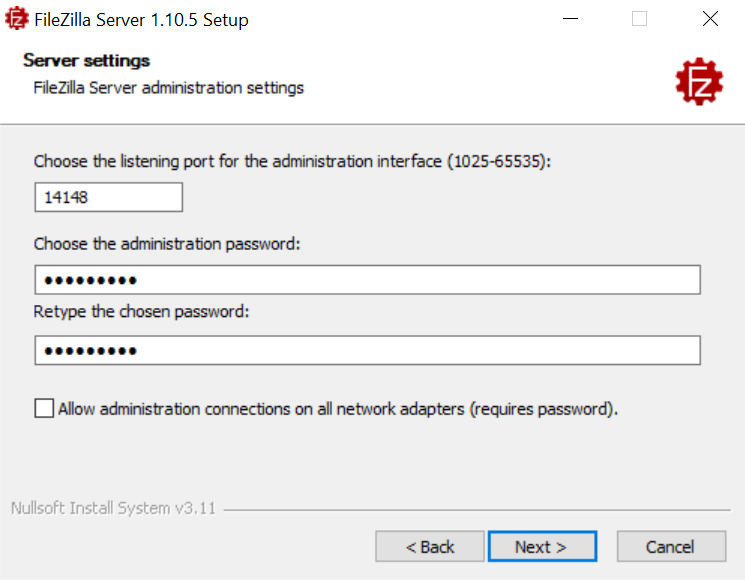 FileZilla Server 1.10.5 Setup
Server settings
FileZilla Server administration settings
Fz
Choose the listening port for the administration interface (1025-65535):
14148
Choose the administration password:
●●●●●●●●●
Retype the chosen password:
●●●●●●●●●
Allow administration connections on all network adapters (requires password).
Nullsoft Install System v3.11
< Back Next > Cancel